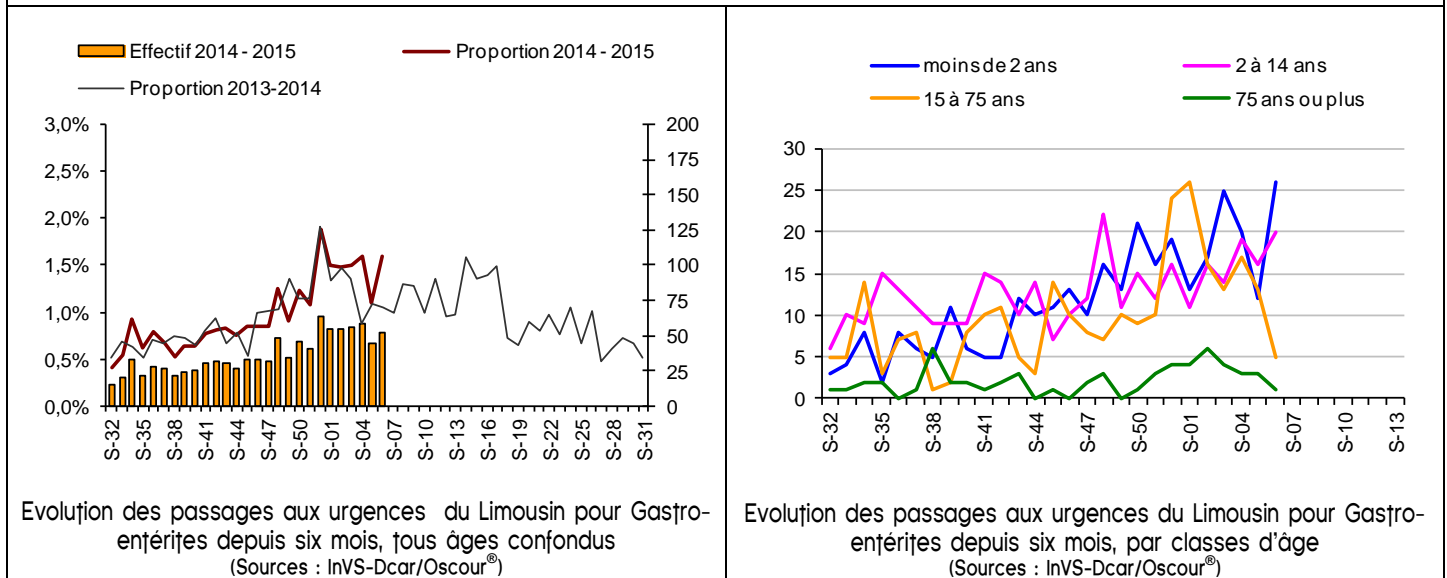 Effectif 2014 - 2015
Proportion 2014 - 2015
Proportion 2013-2014
3,0%
2,5%
2,0%
1,5%
1,0%
0,5%
0,0%
200
175
150
125
100
75
50
25
0
S-32
S-35
S-38
S-41
S-44
S-47
S-50
S-01
S-04
S-07
S-10
S-13
S-16
S-19
S-22
S-25
S-28
S-31
Evolution des passages aux urgences du Limousin pour Gastro-
entérites depuis six mois, tous âges confondus
(Sources : InVS-Dcar/Oscour®)
moins de 2 ans
2 à 14 ans
15 à 75 ans
75 ans ou plus
30
25
20
15
10
5
0
S-32
S-35
S-38
S-41
S-44
S-47
S-50
S-01
S-04
S-07
S-10
S-13
Evolution des passages aux urgences du Limousin pour Gastro-
entérites depuis six mois, par classes d'âge
(Sources : InVS-Dcar/Oscour®)